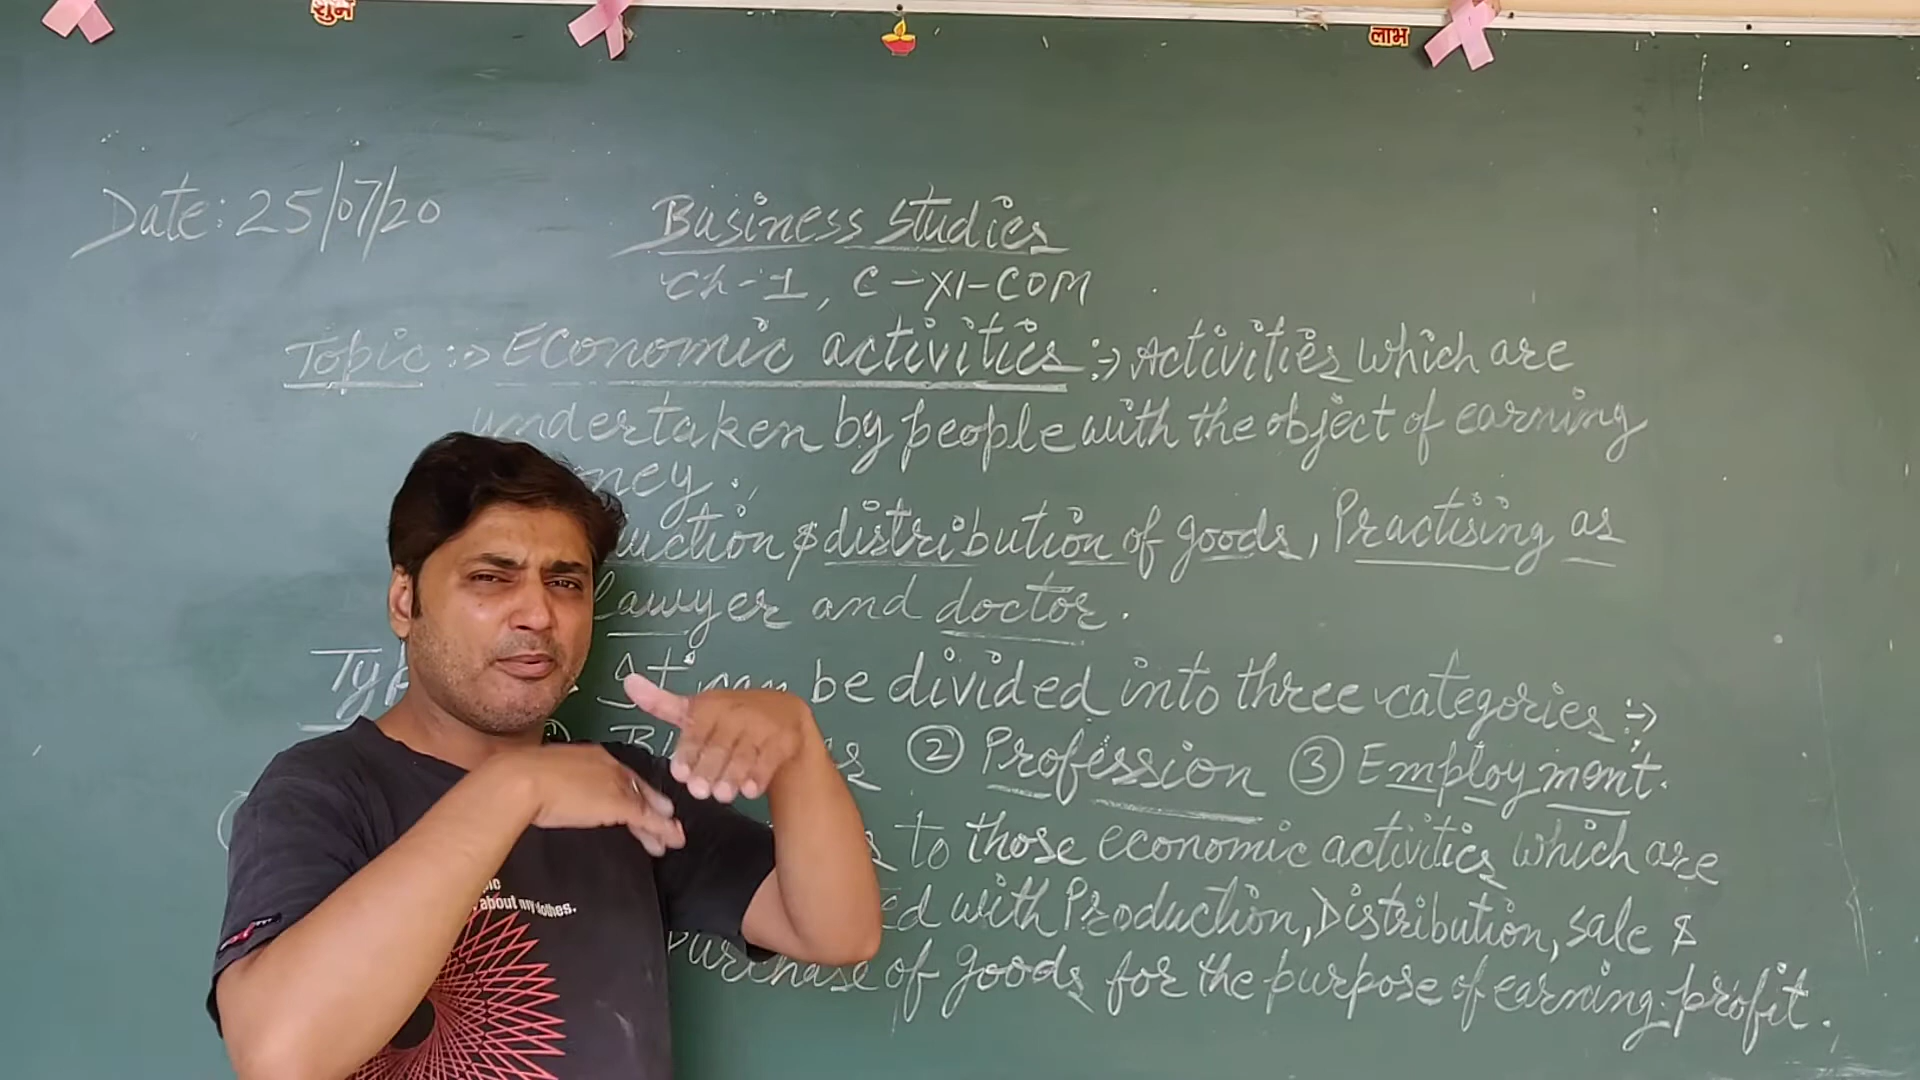 शुभ
लाभ
Date: 25/07/20
Business Studies
Ch-1, C-XI-COM
Topic :-> Economic activities :-> Activities which are
undertaken by people with the object of earning
ney.
uction & distribution of goods, Practising as
lawyer and doctor.
Typ It can be divided into three categories :->
② Profession ③ Employment.
to those economic activities which are
ed with Production, Distribution, sale &
Purchase of goods for the purpose of earning profit.
about my clothes.